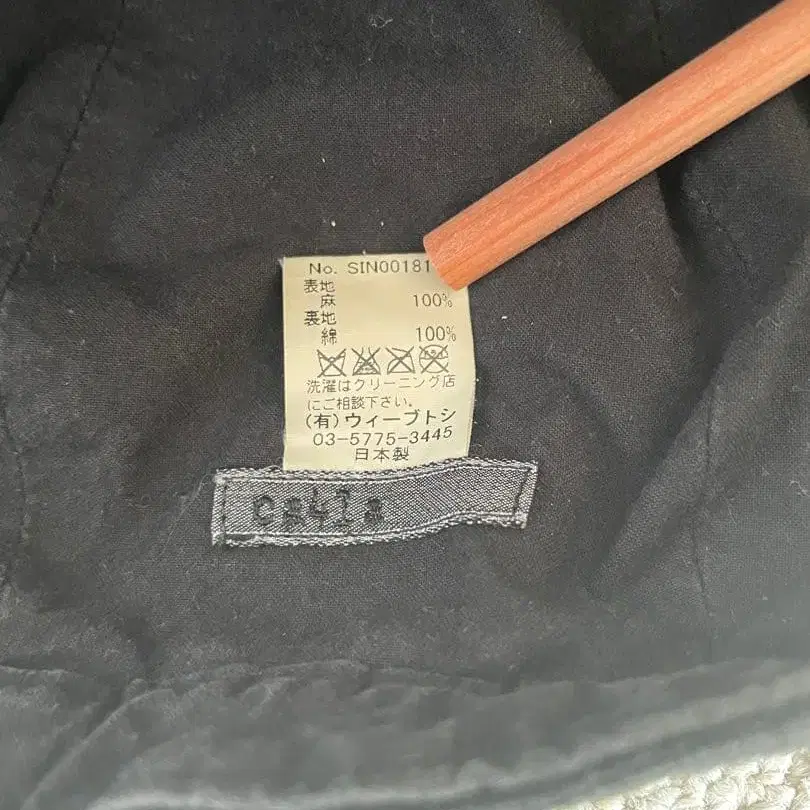 No. SIN00181
表地
麻 100%
裏地
綿 100%
洗濯はクリーニング店
にご相談下さい。
(有)ウィーブトシ
03-5775-3445
日本製